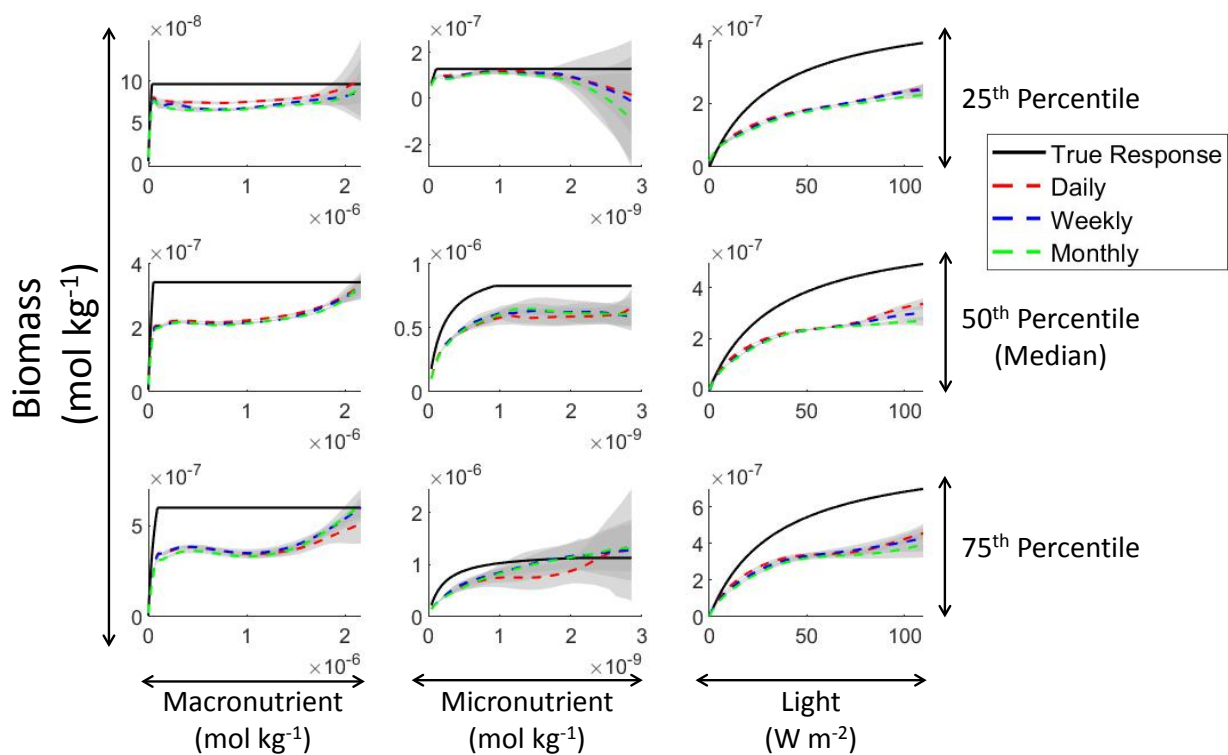 ×10⁻⁸
10
5
0
0 1 2
×10⁻⁶
×10⁻⁷
2
0
-2
0 1 2 3
×10⁻⁹
×10⁻⁷
4
2
0
0 50 100
25th Percentile
True Response
Daily
Weekly
Monthly
Biomass
(mol kg⁻¹)
×10⁻⁷
4
2
0
0 1 2
×10⁻⁶
×10⁻⁶
1
0.5
0
0 1 2 3
×10⁻⁹
×10⁻⁷
4
2
0
0 50 100
50th Percentile
(Median)
×10⁻⁷
5
0
0 1 2
×10⁻⁶
×10⁻⁶
2
1
0
0 1 2 3
×10⁻⁹
×10⁻⁷
6
4
2
0
0 50 100
75th Percentile
Macronutrient
(mol kg⁻¹)
Micronutrient
(mol kg⁻¹)
Light
(W m⁻²)